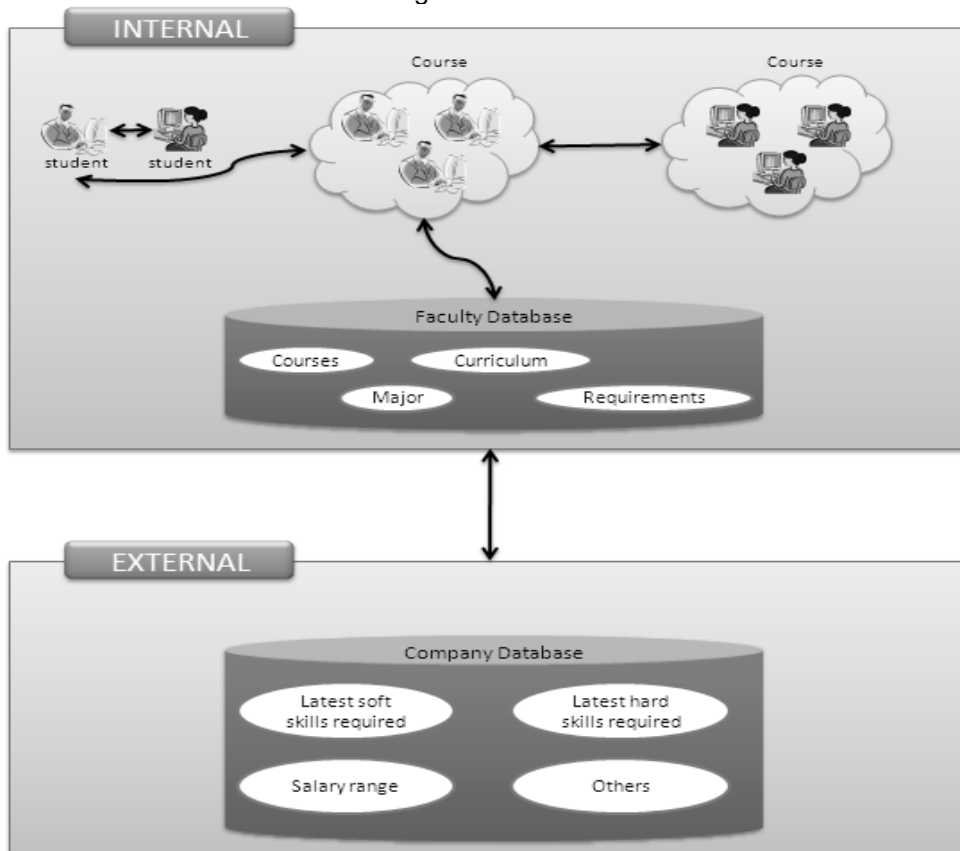 INTERNAL
Course
Course
student
student
Faculty Database
Courses
Curriculum
Major
Requirements
EXTERNAL
Company Database
Latest soft
skills required
Latest hard
skills required
Salary range
Others